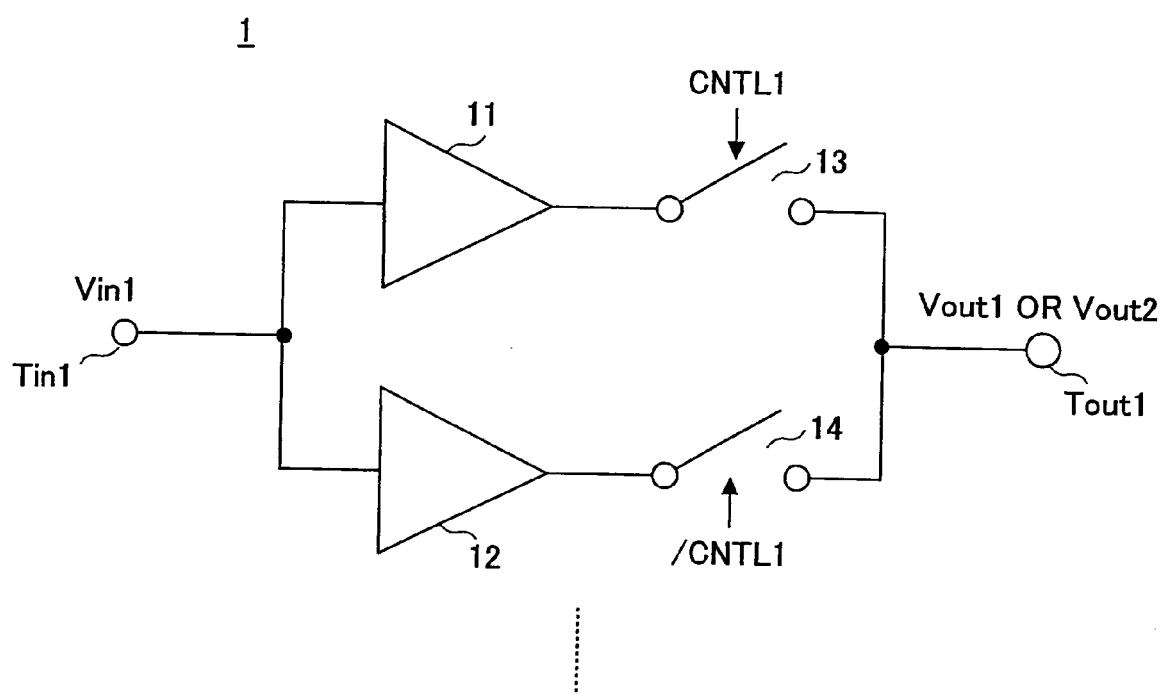 1
CNTL1
11
13
Vin1
Tin1
Vout1 OR Vout2
Tout1
14
12
/CNTL1